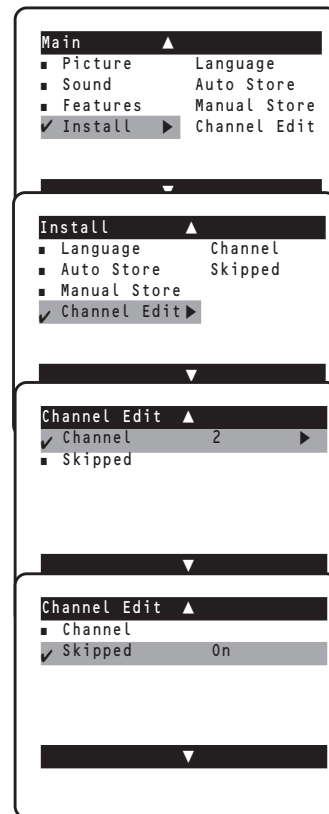 Main ▲
■ Picture Language
■ Sound Auto Store
■ Features Manual Store
✔ Install ▶ Channel Edit
▼
Install ▲
■ Language Channel
■ Auto Store Skipped
■ Manual Store
✔ Channel Edit ▶
▼
Channel Edit ▲
✔ Channel 2 ▶
■ Skipped
▼
Channel Edit ▲
■ Channel
✔ Skipped On
▼